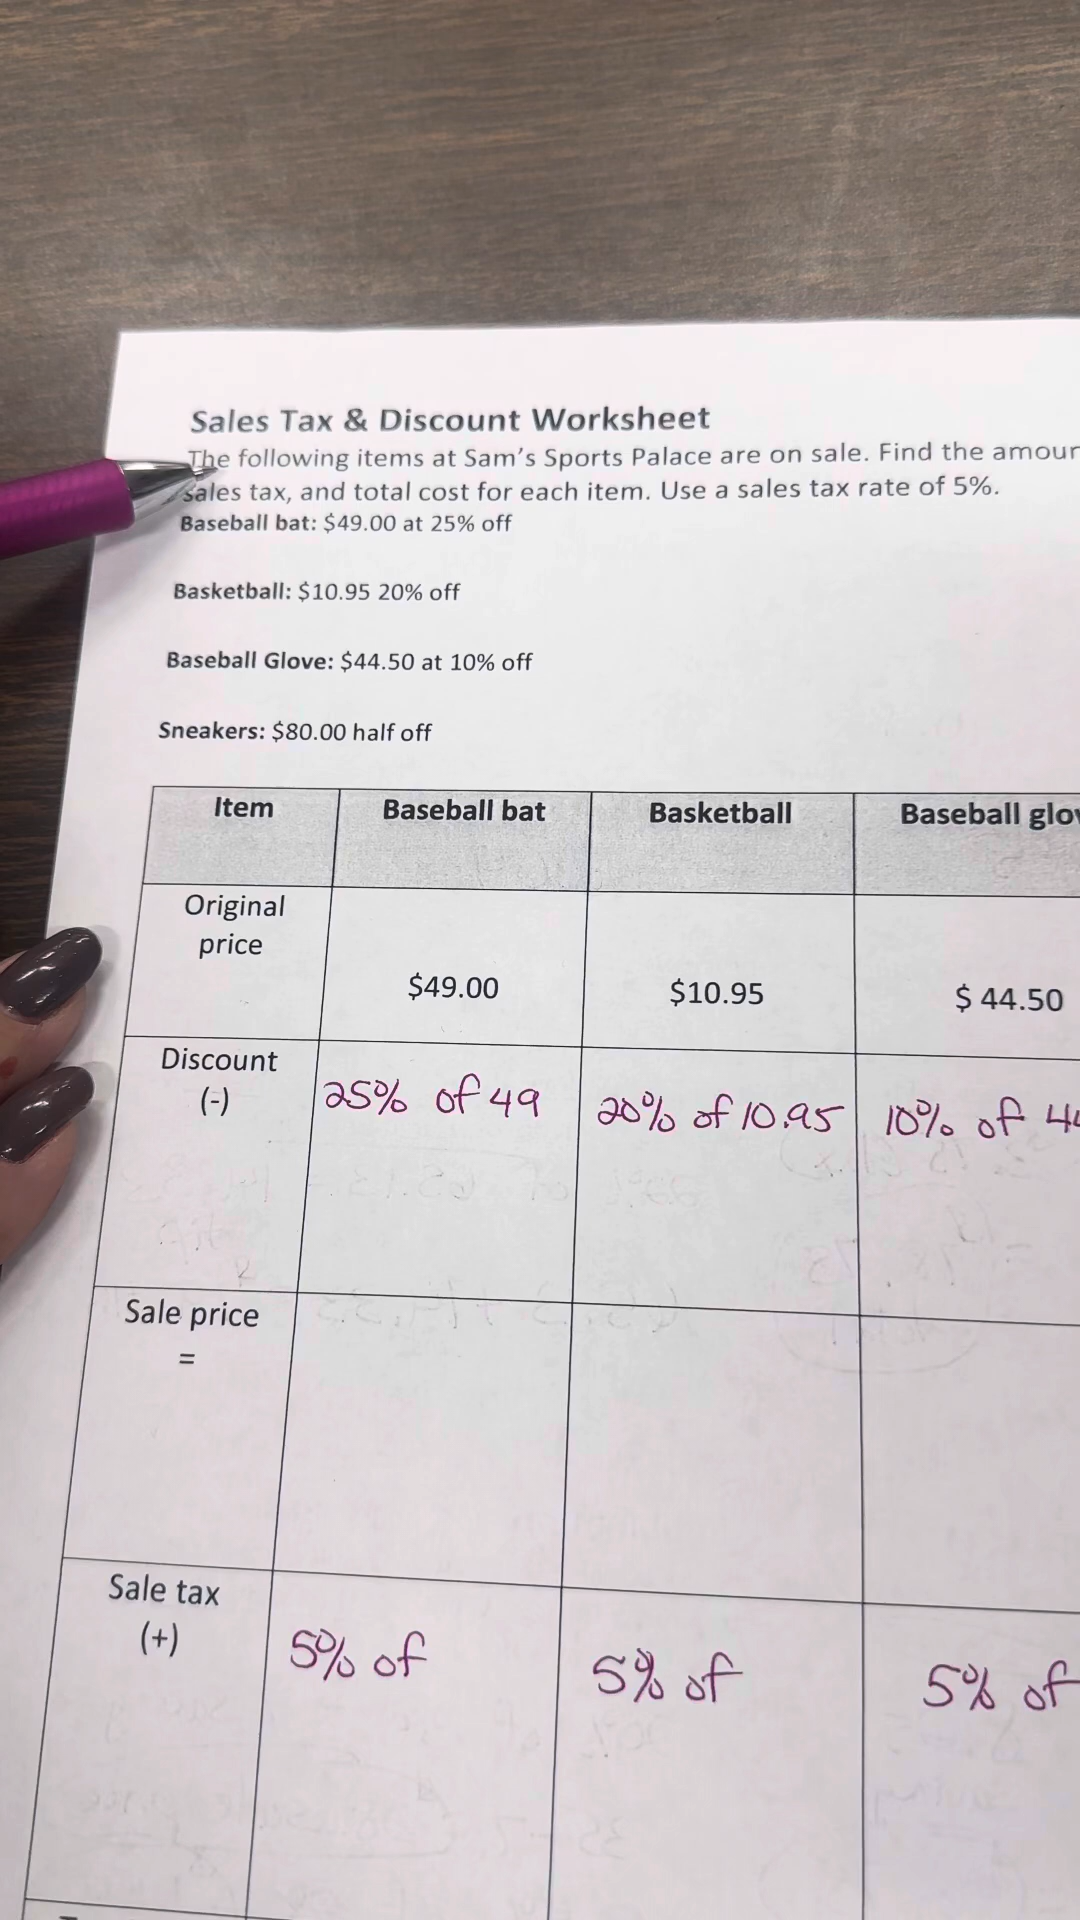 Sales Tax & Discount Worksheet
The following items at Sam's Sports Palace are on sale. Find the
sales tax, and total cost for each item. Use a sales tax rate of 5%.
Baseball bat: $49.00 at 25% off
Basketball: $10.95 20% off
Baseball Glove: $44.50 at 10% off
Sneakers: $80.00 half off
Item Baseball bat Basketball Baseball
Original
price
$49.00 $10.95 $ 44.50
Discount
(-)
25% of 49 20% of 10.95 10% of
Sale price
=
Sale tax
(+)
5% of 5% of 5% of